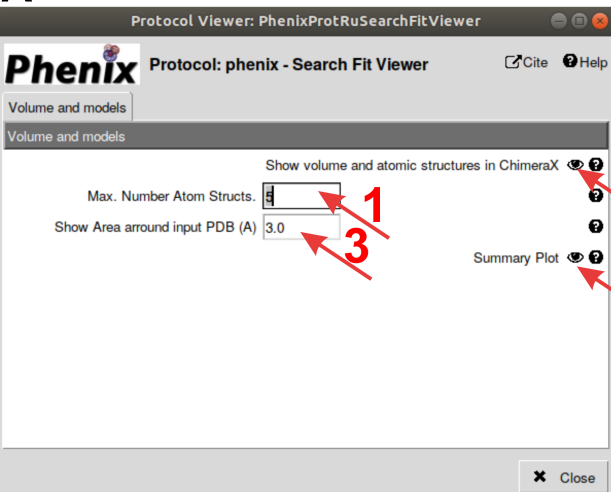 Protocol Viewer: PhenixProtRuSearchFitViewer
Phenix Protocol: phenix - Search Fit Viewer Cite Help
Volume and models
Volume and models
Show volume and atomic structures in ChimeraX
Max. Number Atom Structs. 5 1
Show Area arround input PDB (A) 3.0 3
Summary Plot
Close